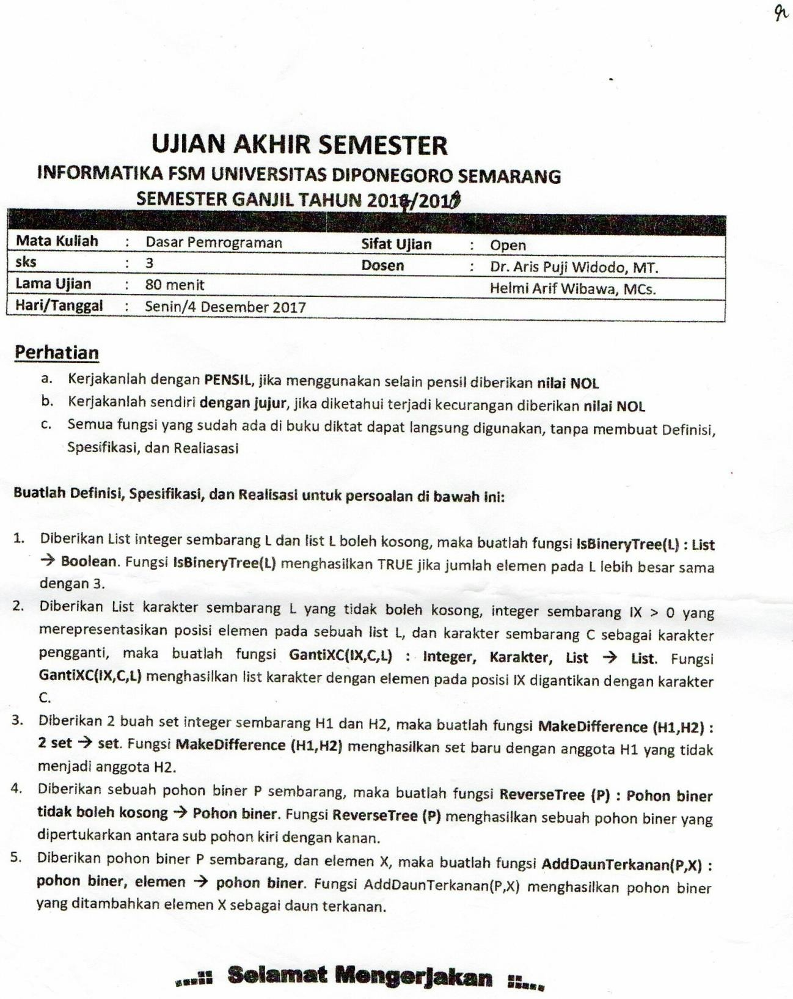 UJIAN AKHIR SEMESTER
INFORMATIKA FSM UNIVERSITAS DIPONEGORO SEMARANG
SEMESTER GANJIL TAHUN 2017/2018
Mata Kuliah : Dasar Pemrograman Sifat Ujian : Open
sks : 3 Dosen : Dr. Aris Puji Widodo, MT.
Lama Ujian : 80 menit Helmi Arif Wibawa, MCs.
Hari/Tanggal : Senin/4 Desember 2017
Perhatian
a. Kerjakanlah dengan PENSIL, jika menggunakan selain pensil diberikan nilai NOL
b. Kerjakanlah sendiri dengan jujur, jika diketahui terjadi kecurangan diberikan nilai NOL
c. Semua fungsi yang sudah ada di buku diktat dapat langsung digunakan, tanpa membuat Definisi,
Spesifikasi, dan Realiasasi
Buatlah Definisi, Spesifikasi, dan Realisasi untuk persoalan di bawah ini:
1. Diberikan List integer sembarang L dan list L boleh kosong, maka buatlah fungsi IsBineryTree(L) : List
→ Boolean. Fungsi IsBineryTree(L) menghasilkan TRUE jika jumlah elemen pada L lebih besar sama
dengan 3.
2. Diberikan List karakter sembarang L yang tidak boleh kosong, integer sembarang IX > 0 yang
merepresentasikan posisi elemen pada sebuah list L, dan karakter sembarang C sebagai karakter
pengganti, maka buatlah fungsi GantiXC(IX,C,L) : Integer, Karakter, List → List. Fungsi
GantiXC(IX,C,L) menghasilkan list karakter dengan elemen pada posisi IX digantikan dengan karakter
C.
3. Diberikan 2 buah set integer sembarang H1 dan H2, maka buatlah fungsi MakeDifference (H1,H2) :
2 set → set. Fungsi MakeDifference (H1,H2) menghasilkan set baru dengan anggota H1 yang tidak
menjadi anggota H2.
4. Diberikan sebuah pohon biner P sembarang, maka buatlah fungsi ReverseTree (P) : Pohon biner
tidak boleh kosong → Pohon biner. Fungsi ReverseTree (P) menghasilkan sebuah pohon biner yang
dipertukarkan antara sub pohon kiri dengan kanan.
5. Diberikan pohon biner P sembarang, dan elemen X, maka buatlah fungsi AddDaunTerkanan(P,X) :
pohon biner, elemen → pohon biner. Fungsi AddDaunTerkanan(P,X) menghasilkan pohon biner
yang ditambahkan elemen X sebagai daun terkanan.
...:: Selamat Mengerjakan ::...